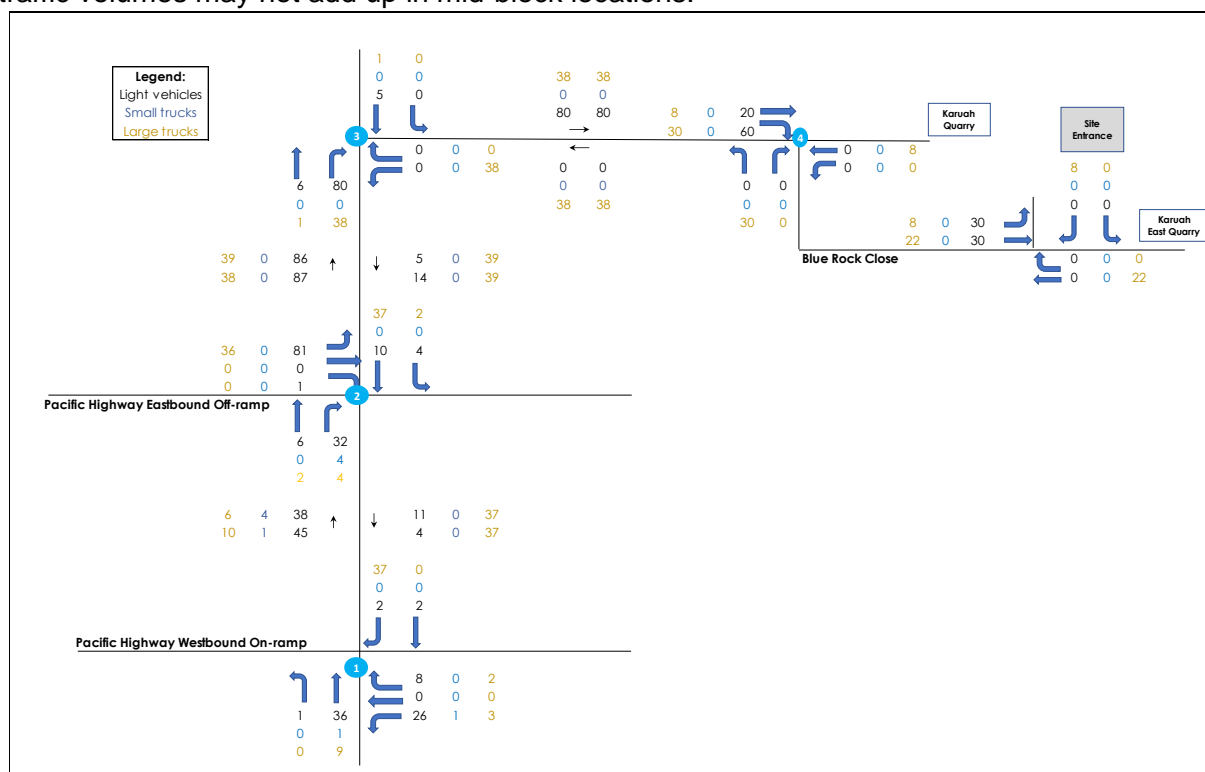 traffic volumes may not add up in mid-block locations.
Legend:
Light vehicles
Small trucks
Large trucks
1 0
0 0
5 0
38 38
0 0
80 80
8 0 20
30 0 60
Karuah
Quarry
Site
Entrance
3
4
0 0 0
0 0 38
0 0 8
0 0 0
6 80
0 0
1 38
0 0
0 0
38 38
0 0
0 0
30 0
8 0
0 0
0 0
Karuah
East Quarry
8 0 30
22 0 30
Blue Rock Close
0 0 0
0 0 22
39 0 86
38 0 87
5 0 39
14 0 39
37 2
0 0
10 4
36 0 81
0 0 0
0 0 1
2
Pacific Highway Eastbound Off-ramp
6 32
0 4
2 4
6 4 38
10 1 45
11 0 37
4 0 37
37 0
0 0
2 2
Pacific Highway Westbound On-ramp
1
8 0 2
0 0 0
26 1 3
1 36
0 1
0 9